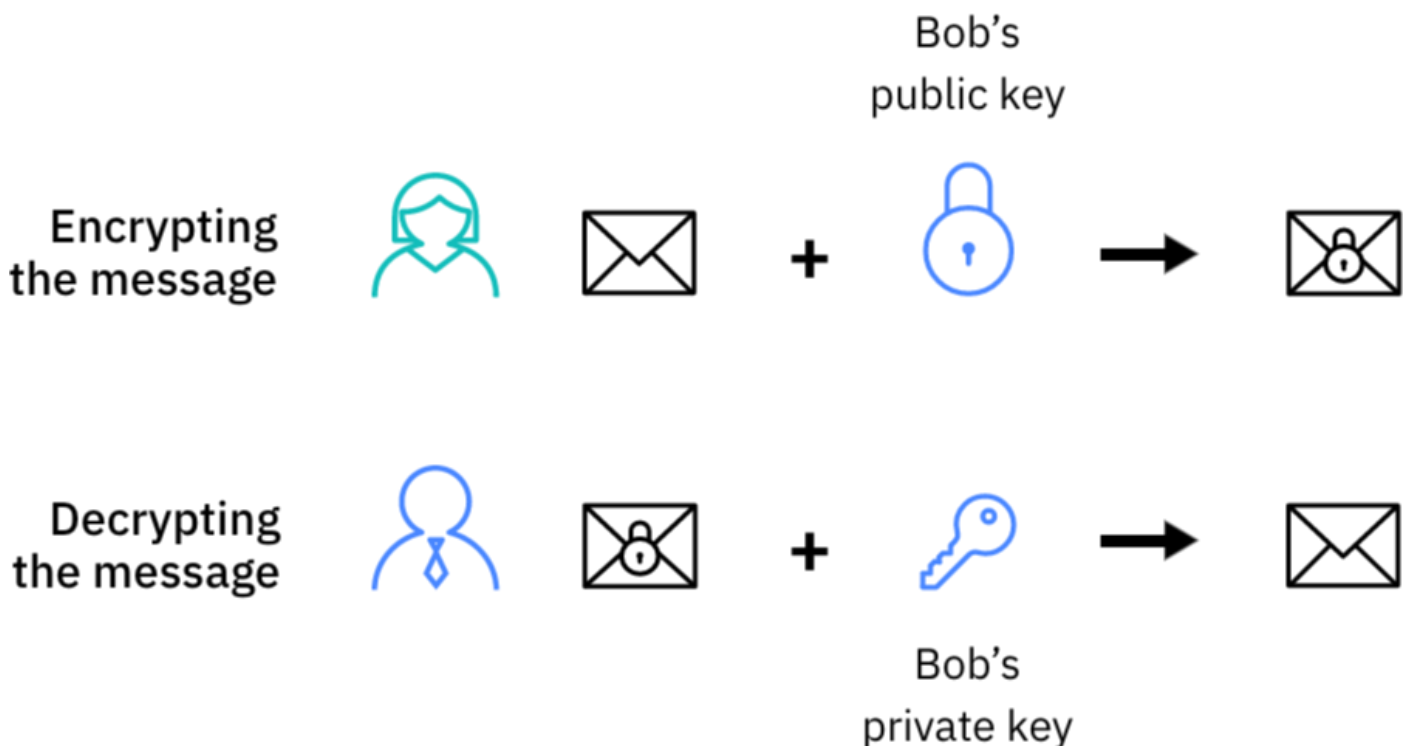 Bob’s
public key
Encrypting
the message
Decrypting
the message
Bob’s
private key